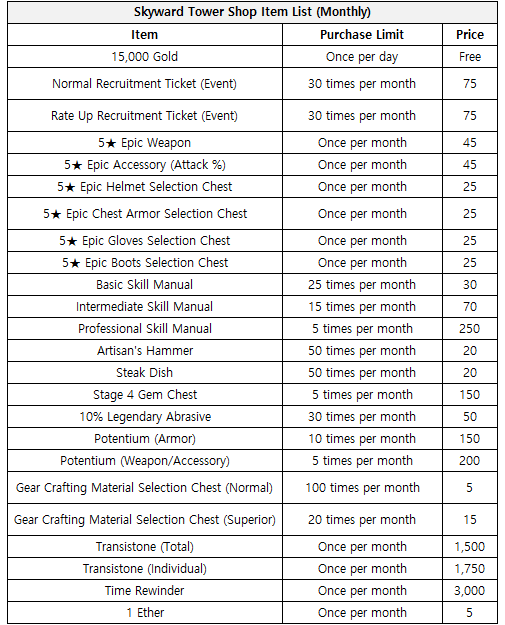 Skyward Tower Shop Item List (Monthly)
Item Purchase Limit Price
15,000 Gold Once per day Free
Normal Recruitment Ticket (Event) 30 times per month 75
Rate Up Recruitment Ticket (Event) 30 times per month 75
5★ Epic Weapon Once per month 45
5★ Epic Accessory (Attack %) Once per month 45
5★ Epic Helmet Selection Chest Once per month 25
5★ Epic Chest Armor Selection Chest Once per month 25
5★ Epic Gloves Selection Chest Once per month 25
5★ Epic Boots Selection Chest Once per month 25
Basic Skill Manual 25 times per month 30
Intermediate Skill Manual 15 times per month 70
Professional Skill Manual 5 times per month 250
Artisan's Hammer 50 times per month 20
Steak Dish 50 times per month 20
Stage 4 Gem Chest 5 times per month 150
10% Legendary Abrasive 30 times per month 50
Potentium (Armor) 10 times per month 150
Potentium (Weapon/Accessory) 5 times per month 200
Gear Crafting Material Selection Chest (Normal) 100 times per month 5
Gear Crafting Material Selection Chest (Superior) 20 times per month 15
Transistone (Total) Once per month 1,500
Transistone (Individual) Once per month 1,750
Time Rewinder Once per month 3,000
1 Ether Once per month 5